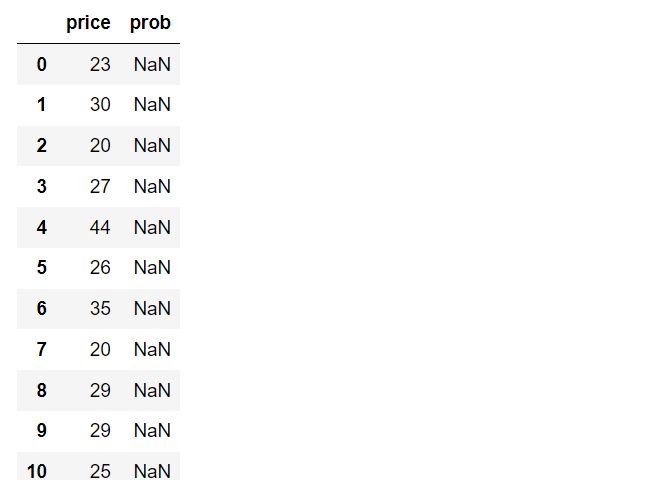 price prob
0 23 NaN
1 30 NaN
2 20 NaN
3 27 NaN
4 44 NaN
5 26 NaN
6 35 NaN
7 20 NaN
8 29 NaN
9 29 NaN
10 25 NaN